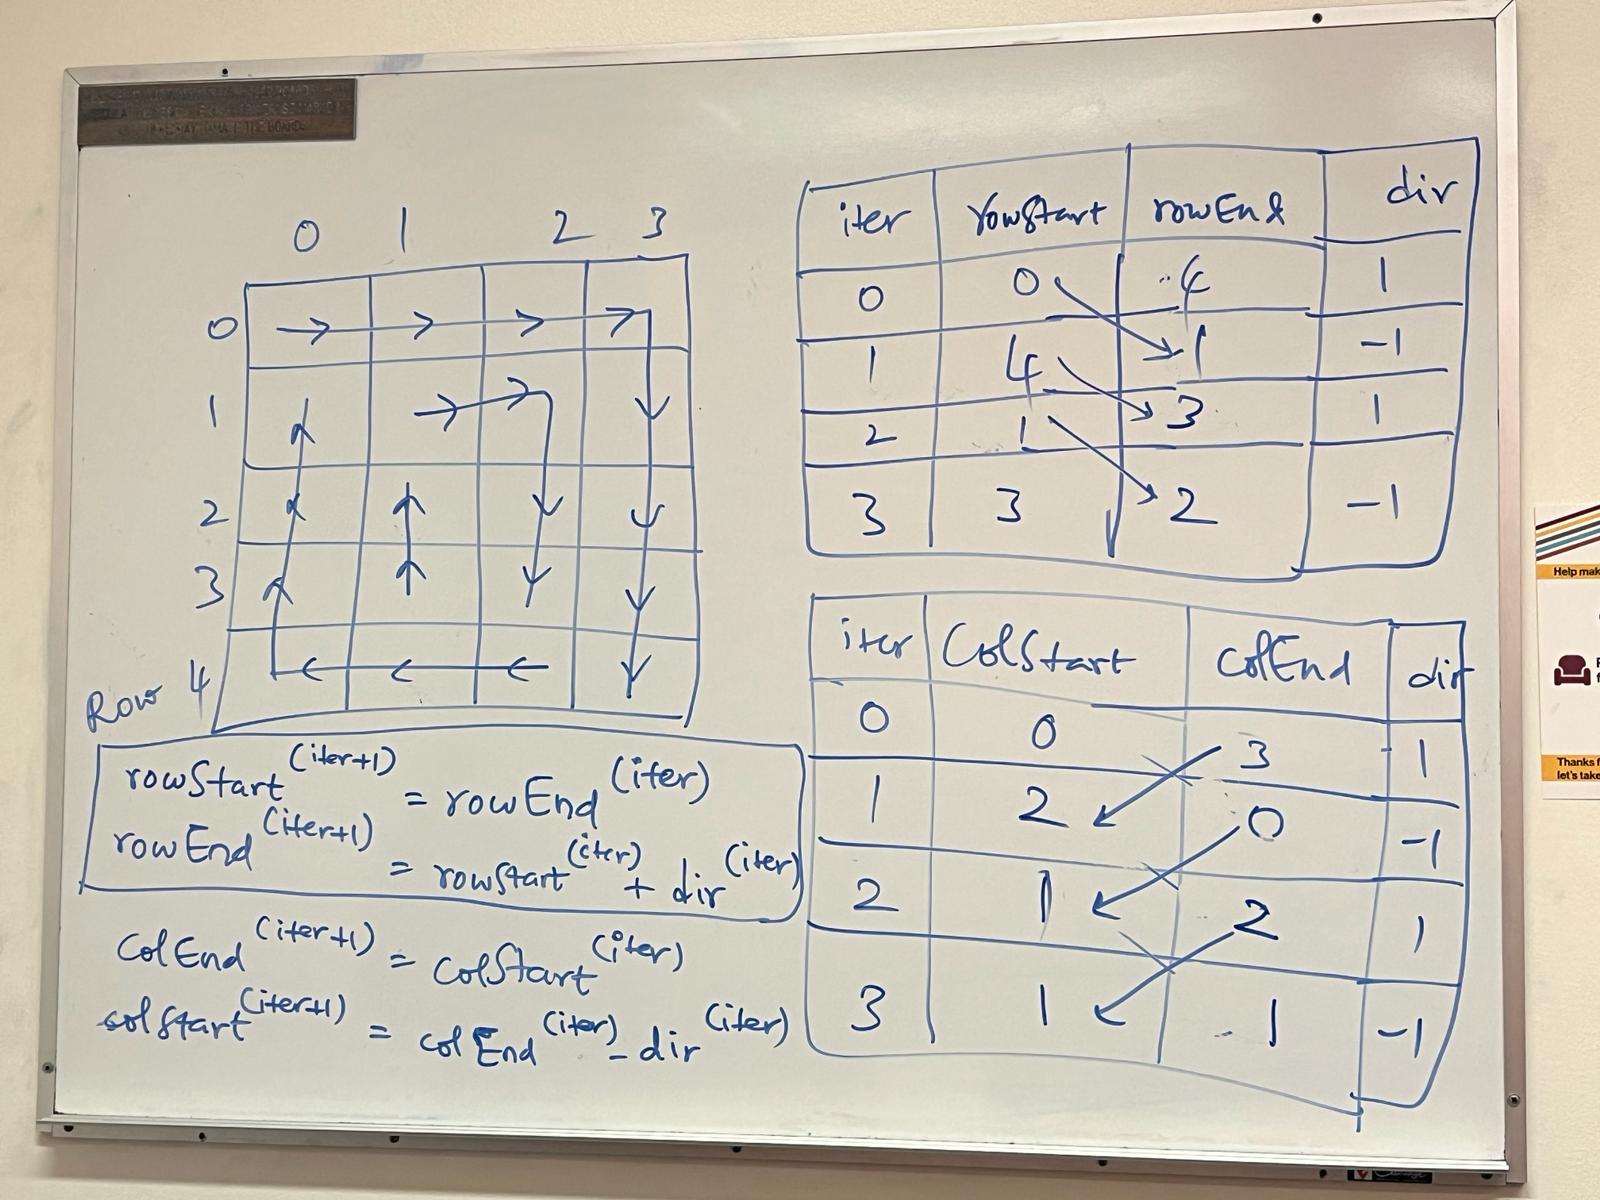 0 1 2 3
0
1
2
3
Row 4
rowStart^(iter+1) = rowEnd^(iter)
rowEnd^(iter+1) = rowStart^(iter) + dir^(iter)
ColEnd^(iter+1) = ColStart^(iter)
colStart^(iter+1) = colEnd^(iter) - dir^(iter)
iter rowStart rowEnd dir
0 0 4 1
1 4 1 -1
2 1 3 1
3 3 2 -1
iter ColStart ColEnd dir
0 0 3 1
1 2 0 -1
2 1 2 1
3 1 1 -1
Help mak
Thanks f
let's take